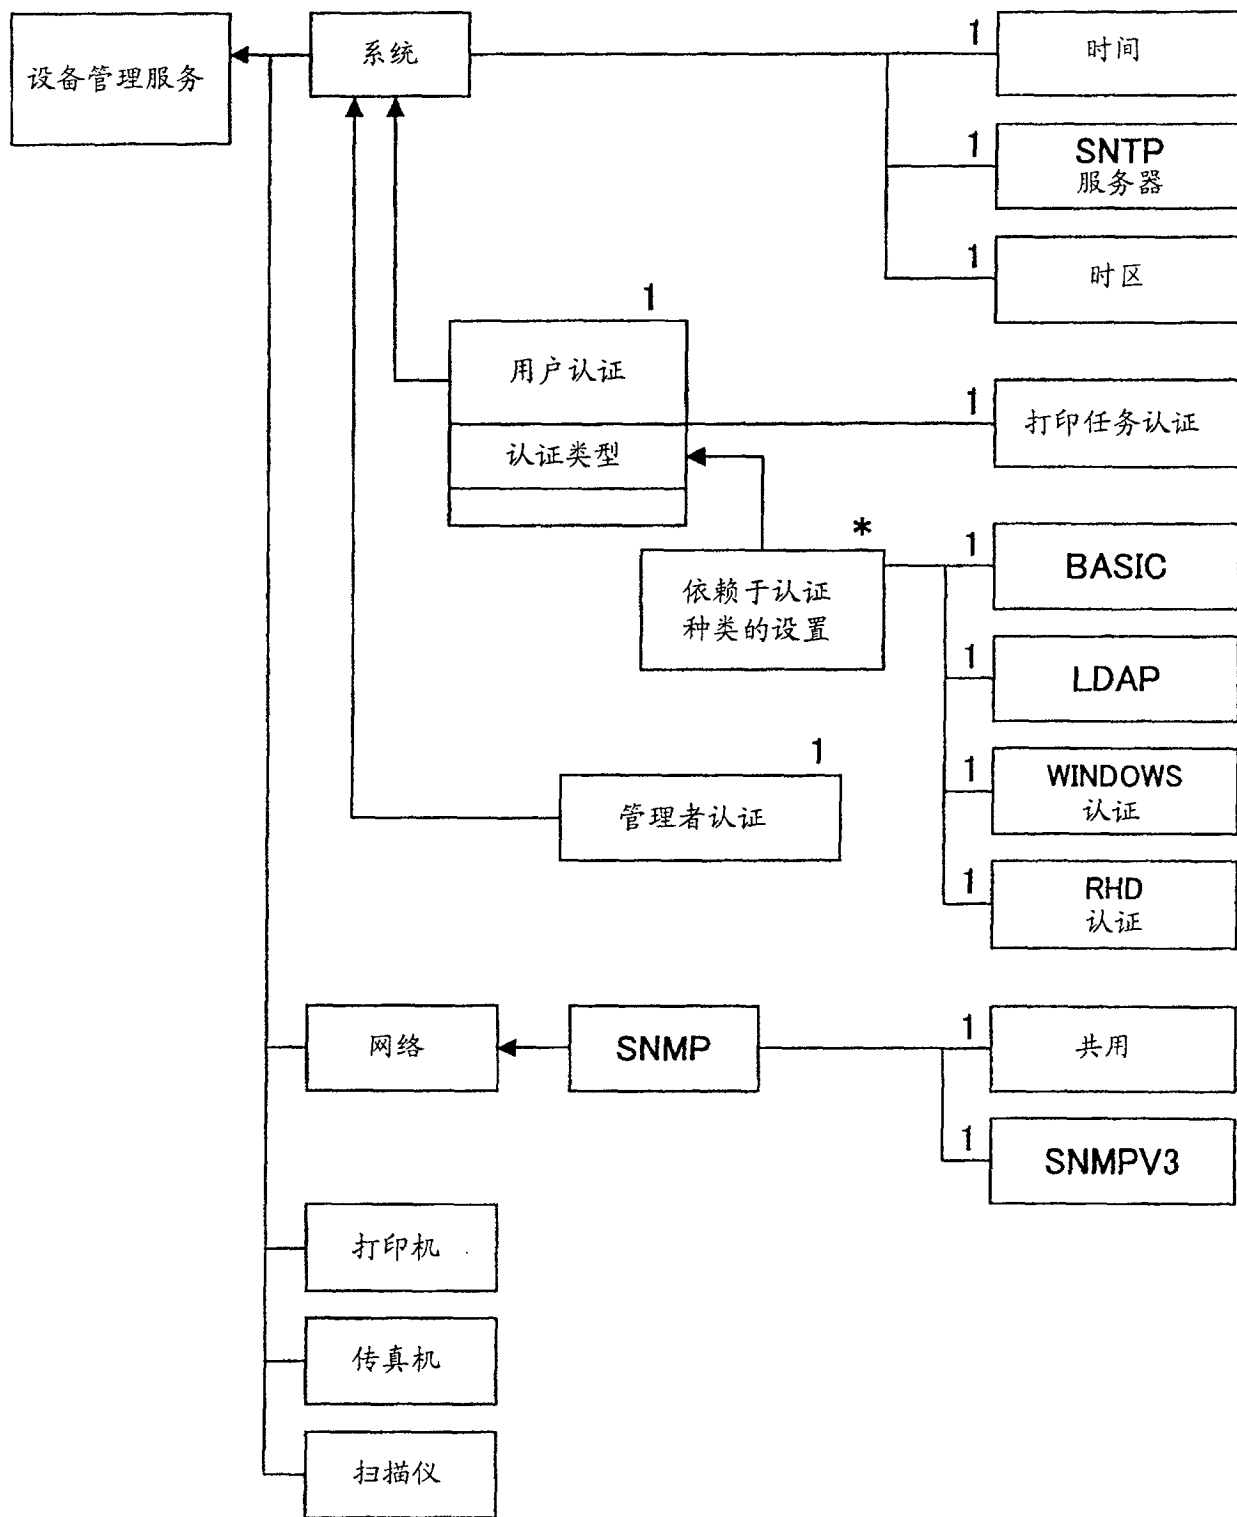 设备管理服务
系统
1
时间
1
SNTP
服务器
1
时区
1
用户认证
1
打印任务认证
认证类型
*
依赖于认证
种类的设置
1
BASIC
1
LDAP
1
WINDOWS
认证
1
管理者认证
1
RHD
认证
网络
SNMP
1
共用
1
SNMPV3
打印机
传真机
扫描仪